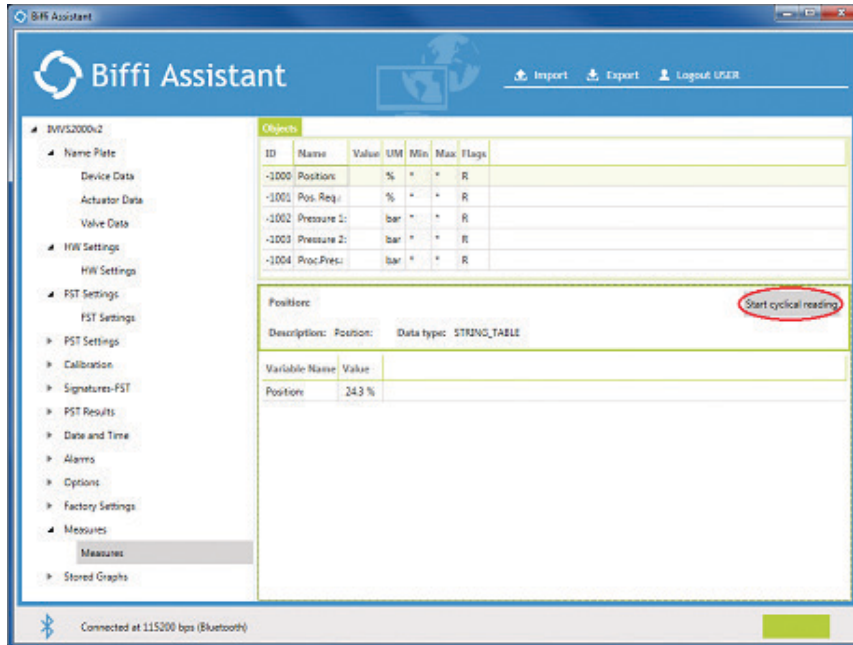 Biffi Assistant
Biffi Assistant
Import Export Logout USER
IMVS2000v2
Name Plate
Device Data
Actuator Data
Valve Data
HW Settings
HW Settings
FST Settings
FST Settings
PST Settings
Calibration
Signatures-FST
PST Results
Date and Time
Alarms
Options
Factory Settings
Measures
Measures
Stored Graphs
Objects
ID Name Value UM Min Max Flags
-1000 Position: % * * R
-1001 Pos. Req.: % * * R
-1002 Pressure 1: bar * * R
-1003 Pressure 2: bar * * R
-1004 Proc.Pres.: bar * * R
Position:
Start cyclical reading
Description: Position: Data type: STRING_TABLE
Variable Name Value
Position: 24.3 %
Connected at 115200 bps (Bluetooth)